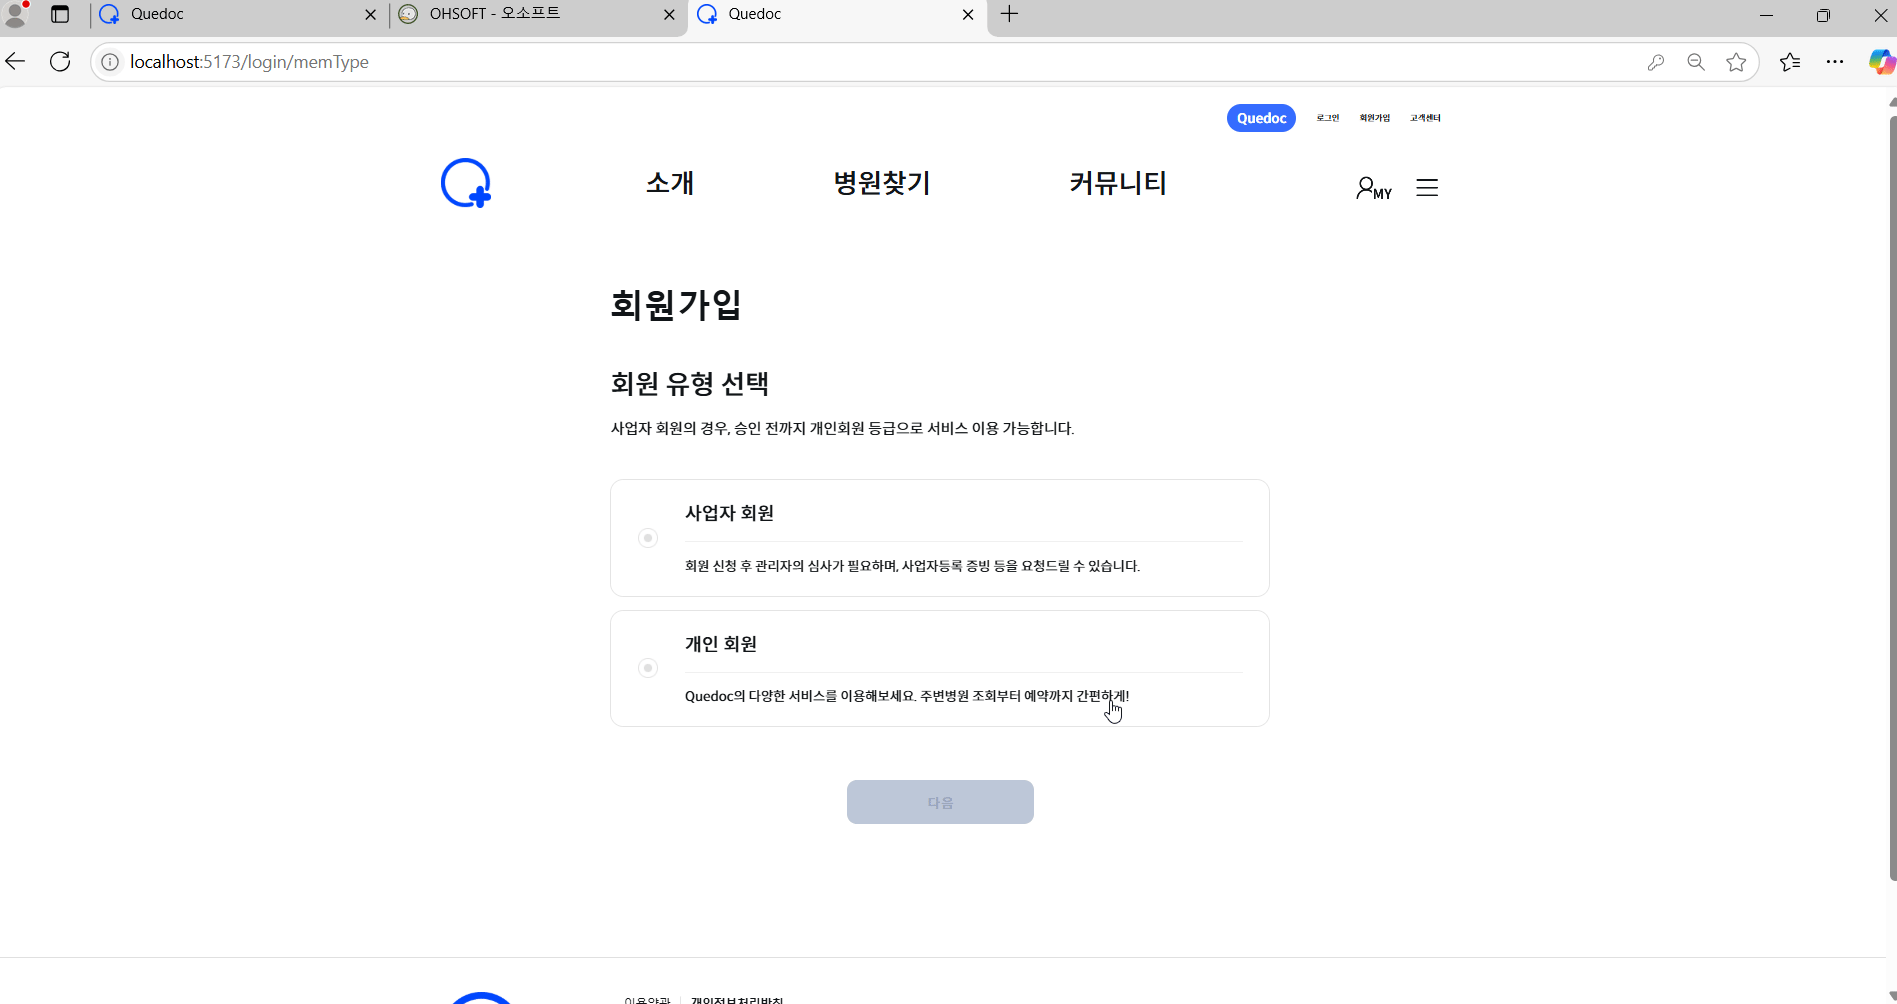 Quedoc
OHSOFT - 오소프트
Quedoc
localhost:5173/login/memType
Quedoc 로그인 회원가입 고객센터
소개 병원찾기 커뮤니티 MY
회원가입
회원 유형 선택
사업자 회원의 경우, 승인 전까지 개인회원 등급으로 서비스 이용 가능합니다.
사업자 회원
회원 신청 후 관리자의 심사가 필요하며, 사업자등록 증빙 등을 요청드릴 수 있습니다.
개인 회원
Quedoc의 다양한 서비스를 이용해보세요. 주변병원 조회부터 예약까지 간편하게!
다음
이용약관 개인정보처리방침